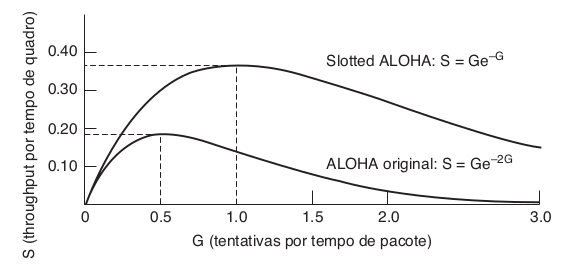 S (throughput por tempo de quadro)
0.40
0.30
0.20
0.10
Slotted ALOHA: S = Ge–G
ALOHA original: S = Ge–2G
0 0.5 1.0 1.5 2.0 3.0
G (tentativas por tempo de pacote)